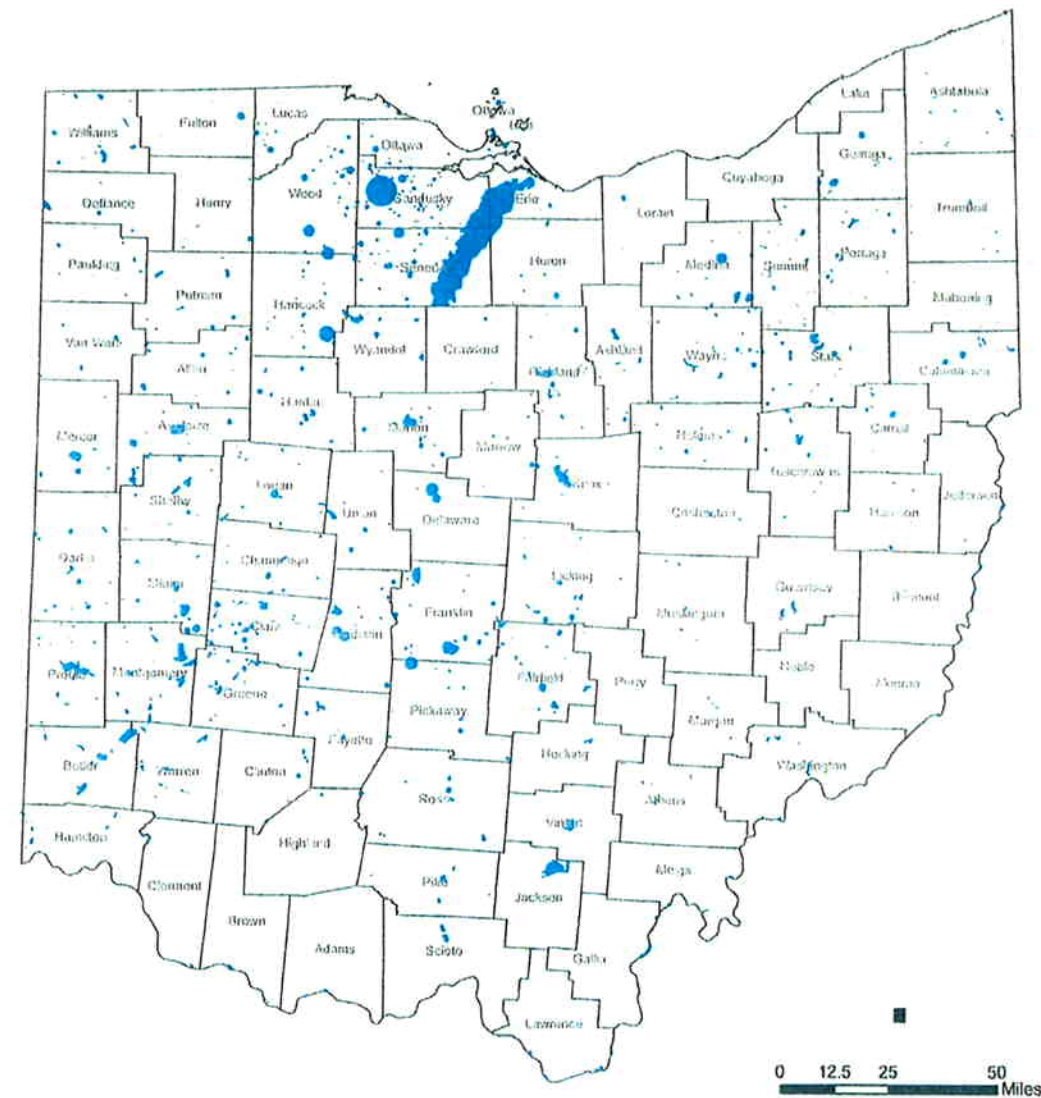 Lake
Ashtabula
Lucas
Ottawa
Williams
Fulton
Ottawa
Geauga
Cuyahoga
Wood
Sandusky
Erie
Defiance
Henry
Lorain
Trumbull
Portage
Medina
Summit
Paulding
Seneca
Huron
Putnam
Hancock
Mahoning
Van Wert
Wyandot
Crawford
Ashland
Wayne
Stark
Allen
Richland
Columbiana
Hardin
Carroll
Mercer
Auglaize
Marion
Morrow
Holmes
Tuscarawas
Logan
Knox
Shelby
Union
Delaware
Coshocton
Harrison
Jefferson
Darke
Champaign
Licking
Guernsey
Belmont
Miami
Franklin
Muskingum
Clark
Madison
Preble
Montgomery
Noble
Monroe
Greene
Fairfield
Perry
Pickaway
Morgan
Fayette
Hocking
Butler
Warren
Clinton
Washington
Ross
Athens
Vinton
Hamilton
Highland
Meigs
Clermont
Pike
Jackson
Brown
Adams
Scioto
Gallia
Lawrence
0 12.5 25 50
Miles